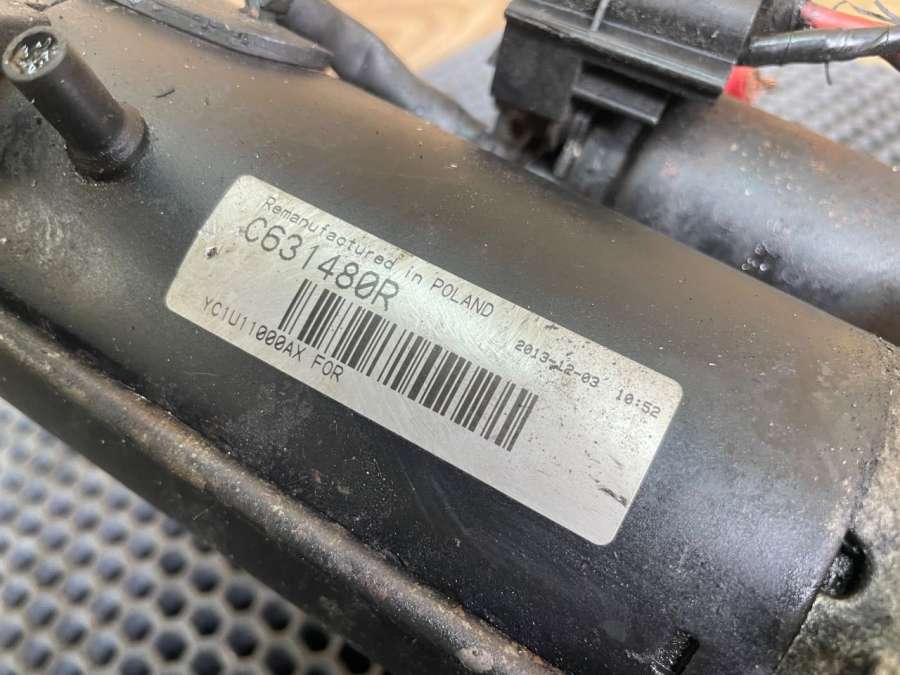 Remanufactured in POLAND
C631480R
2013-12-03 10:52
YC1U11000AX FOR